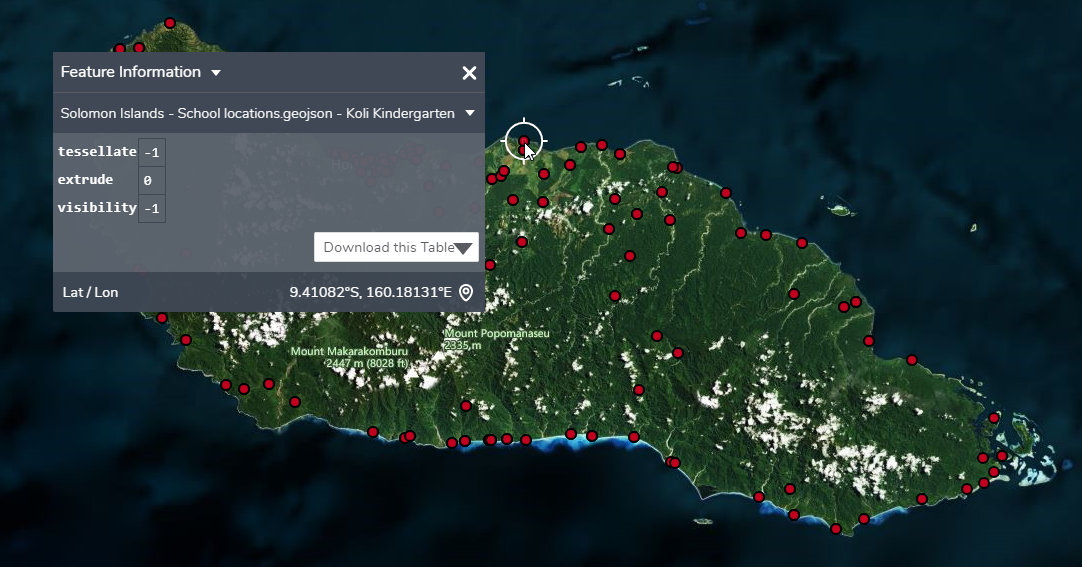 Feature Information
Solomon Islands - School locations.geojson - Koli Kindergarten
tessellate -1
extrude 0
visibility -1
Download this Table
Lat / Lon 9.41082°S, 160.18131°E
Mount Popomanaseu
2335 m
Mount Makarakomburu
2447 m (8028 ft)